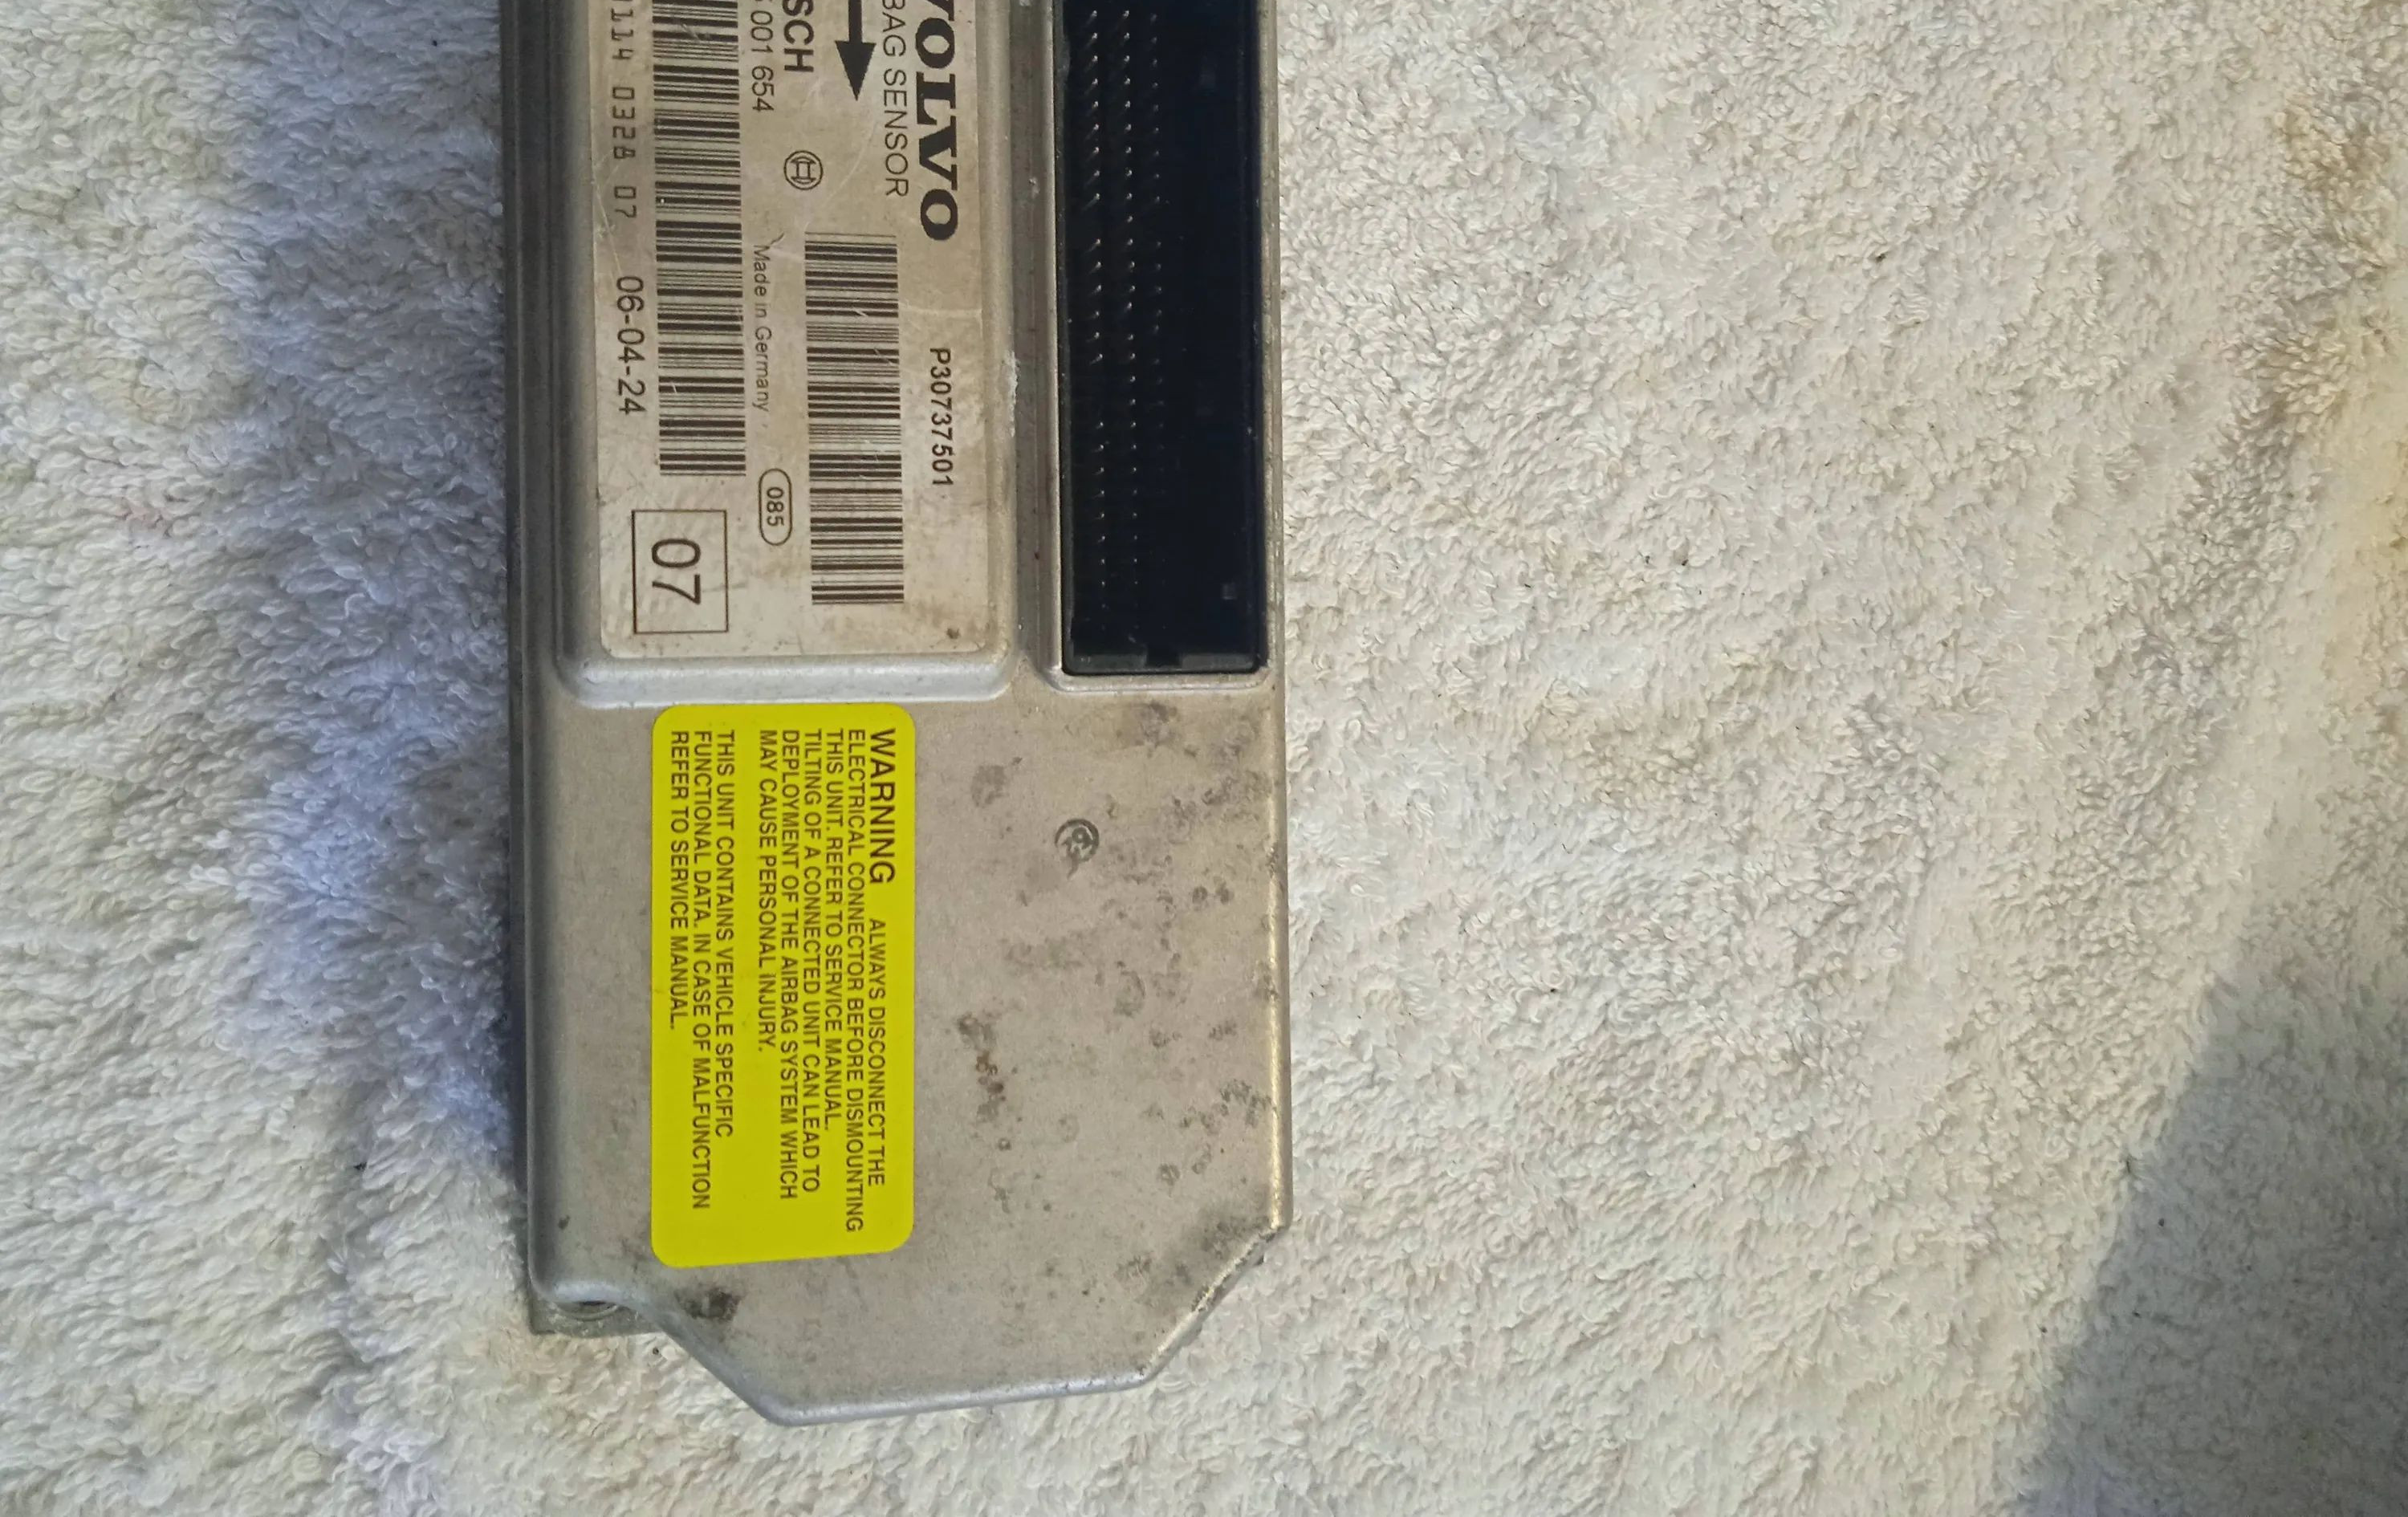 VOLVO
P30737501
BAG SENSOR
SCH
001 654
Made in Germany
085
06-04-24
07
WARNING ALWAYS DISCONNECT THE
ELECTRICAL CONNECTOR BEFORE DISMOUNTING
THIS UNIT. REFER TO SERVICE MANUAL.
TILTING OF A CONNECTED UNIT CAN LEAD TO
DEPLOYMENT OF THE AIRBAG SYSTEM WHICH
MAY CAUSE PERSONAL INJURY.
THIS UNIT CONTAINS VEHICLE SPECIFIC
FUNCTIONAL DATA. IN CASE OF MALFUNCTION
REFER TO SERVICE MANUAL.